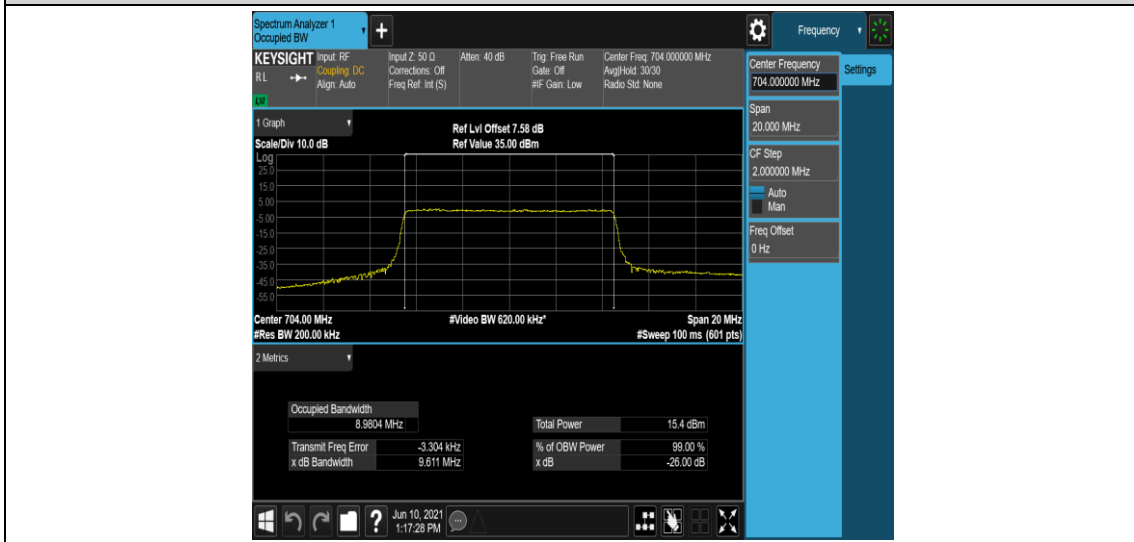 Spectrum Analyzer 1
Occupied BW
+
Frequency
KEYSIGHT
RL
LXI
Input: RF
Coupling: DC
Align: Auto
Input Z: 50 Ω
Corrections: Off
Freq Ref: Int (S)
Atten: 40 dB
Trig: Free Run
Gate: Off
#IF Gain: Low
Center Freq: 704.000000 MHz
Avg|Hold: 30/30
Radio Std: None
Center Frequency
704.000000 MHz
Settings
Span
20.000 MHz
CF Step
2.000000 MHz
Auto
Man
Freq Offset
0 Hz
1 Graph
Scale/Div 10.0 dB
Ref Lvl Offset 7.58 dB
Ref Value 35.00 dBm
Log
25.0
15.0
5.00
-5.00
-15.0
-25.0
-35.0
-45.0
-55.0
Center 704.00 MHz
#Res BW 200.00 kHz
#Video BW 620.00 kHz*
Span 20 MHz
#Sweep 100 ms (601 pts)
2 Metrics
Occupied Bandwidth
8.9804 MHz
Total Power 15.4 dBm
Transmit Freq Error -3.304 kHz
% of OBW Power 99.00 %
x dB Bandwidth 9.611 MHz
x dB -26.00 dB
?
Jun 10, 2021
1:17:28 PM